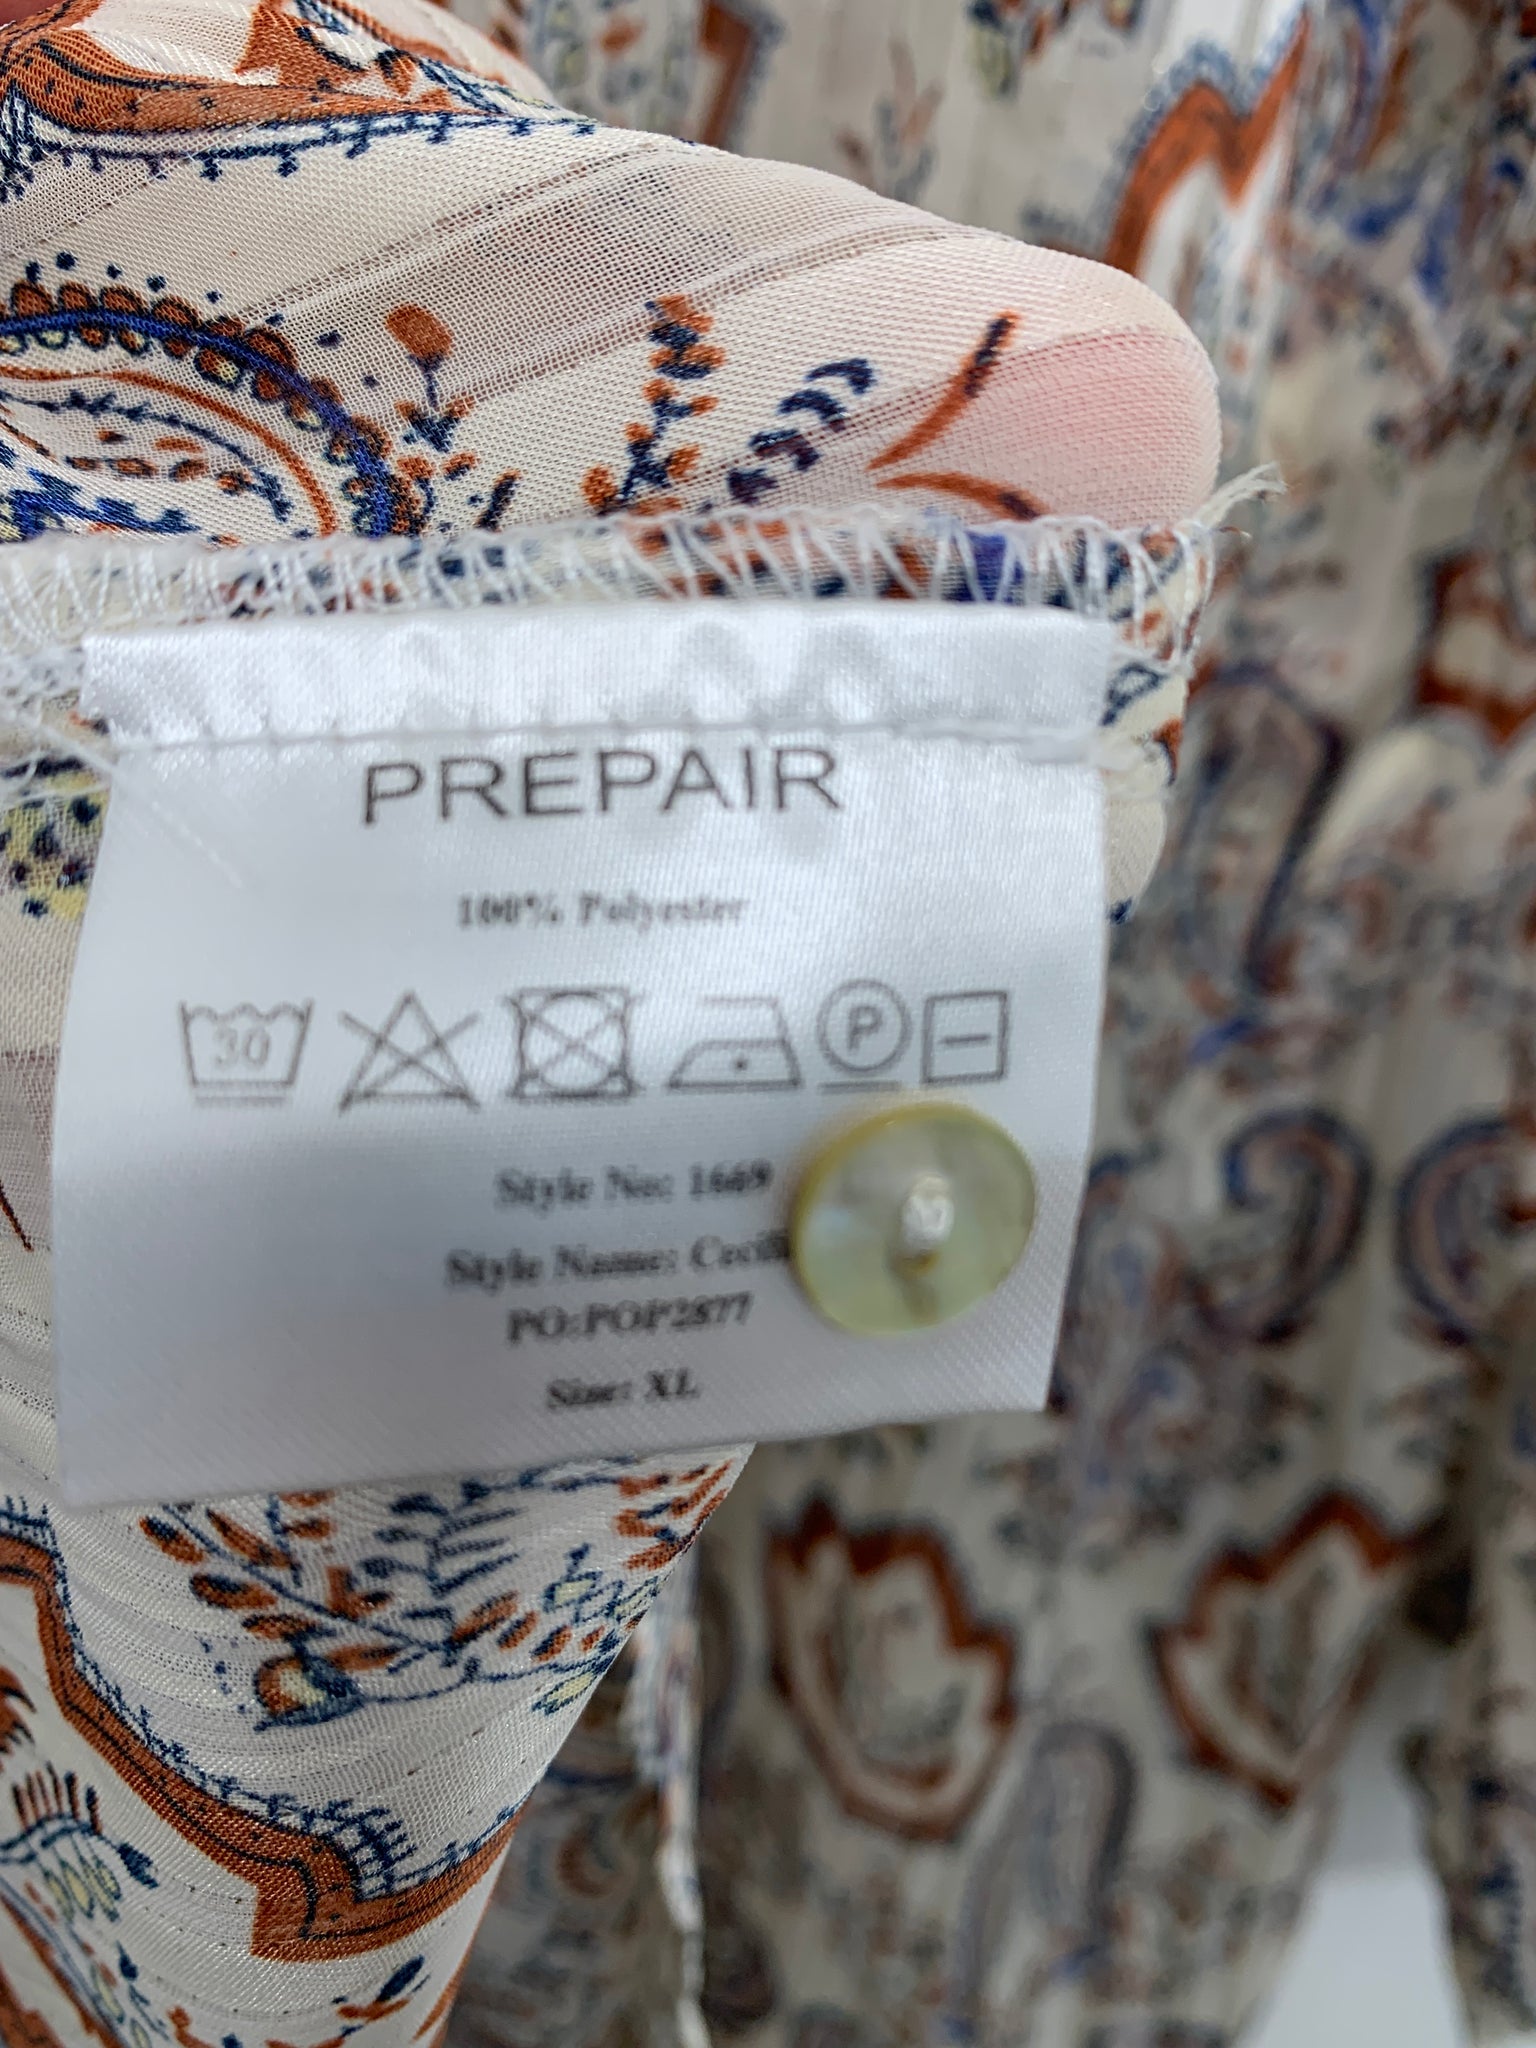 PREPAIR
100% Polyester
30
P
Style No: 1669
Style Name:
PO:POP2877
Size: XL